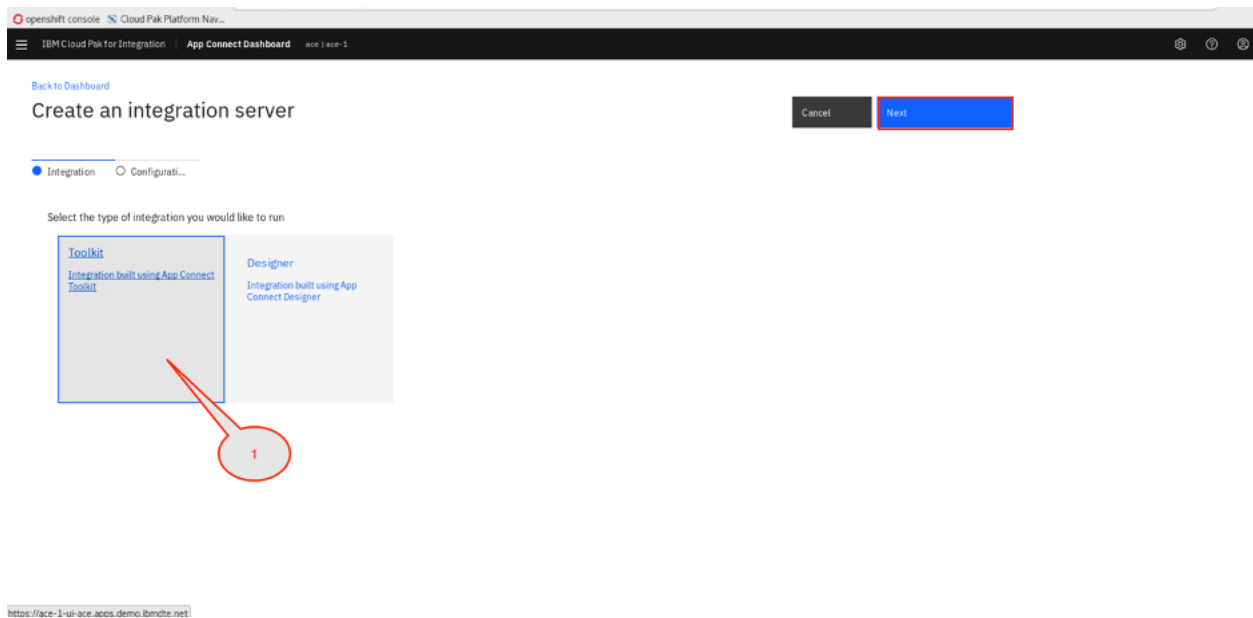 openshift console Cloud Pak Platform Nav...
IBM Cloud Pak for Integration App Connect Dashboard ace | ace-1
Back to Dashboard
Create an integration server
Cancel Next
Integration Configurati...
Select the type of integration you would like to run
Toolkit
Integration built using App Connect
Toolkit
Designer
Integration built using App
Connect Designer
1
https://ace-1-ui-ace.apps.demo.ibmdte.net